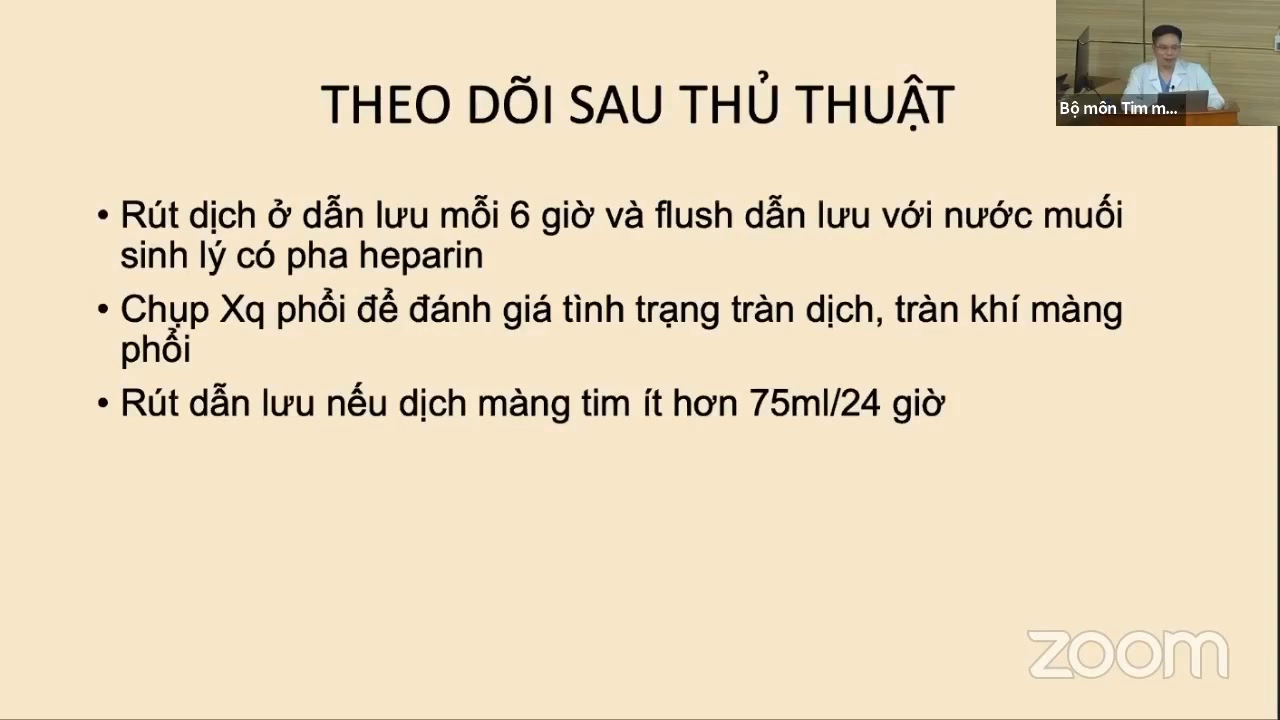 THEO DÕI SAU THỦ THUẬT
Bộ môn Tim m...
• Rút dịch ở dẫn lưu mỗi 6 giờ và flush dẫn lưu với nước muối
sinh lý có pha heparin
• Chụp Xq phổi để đánh giá tình trạng tràn dịch, tràn khí màng
phổi
• Rút dẫn lưu nếu dịch màng tim ít hơn 75ml/24 giờ
zoom